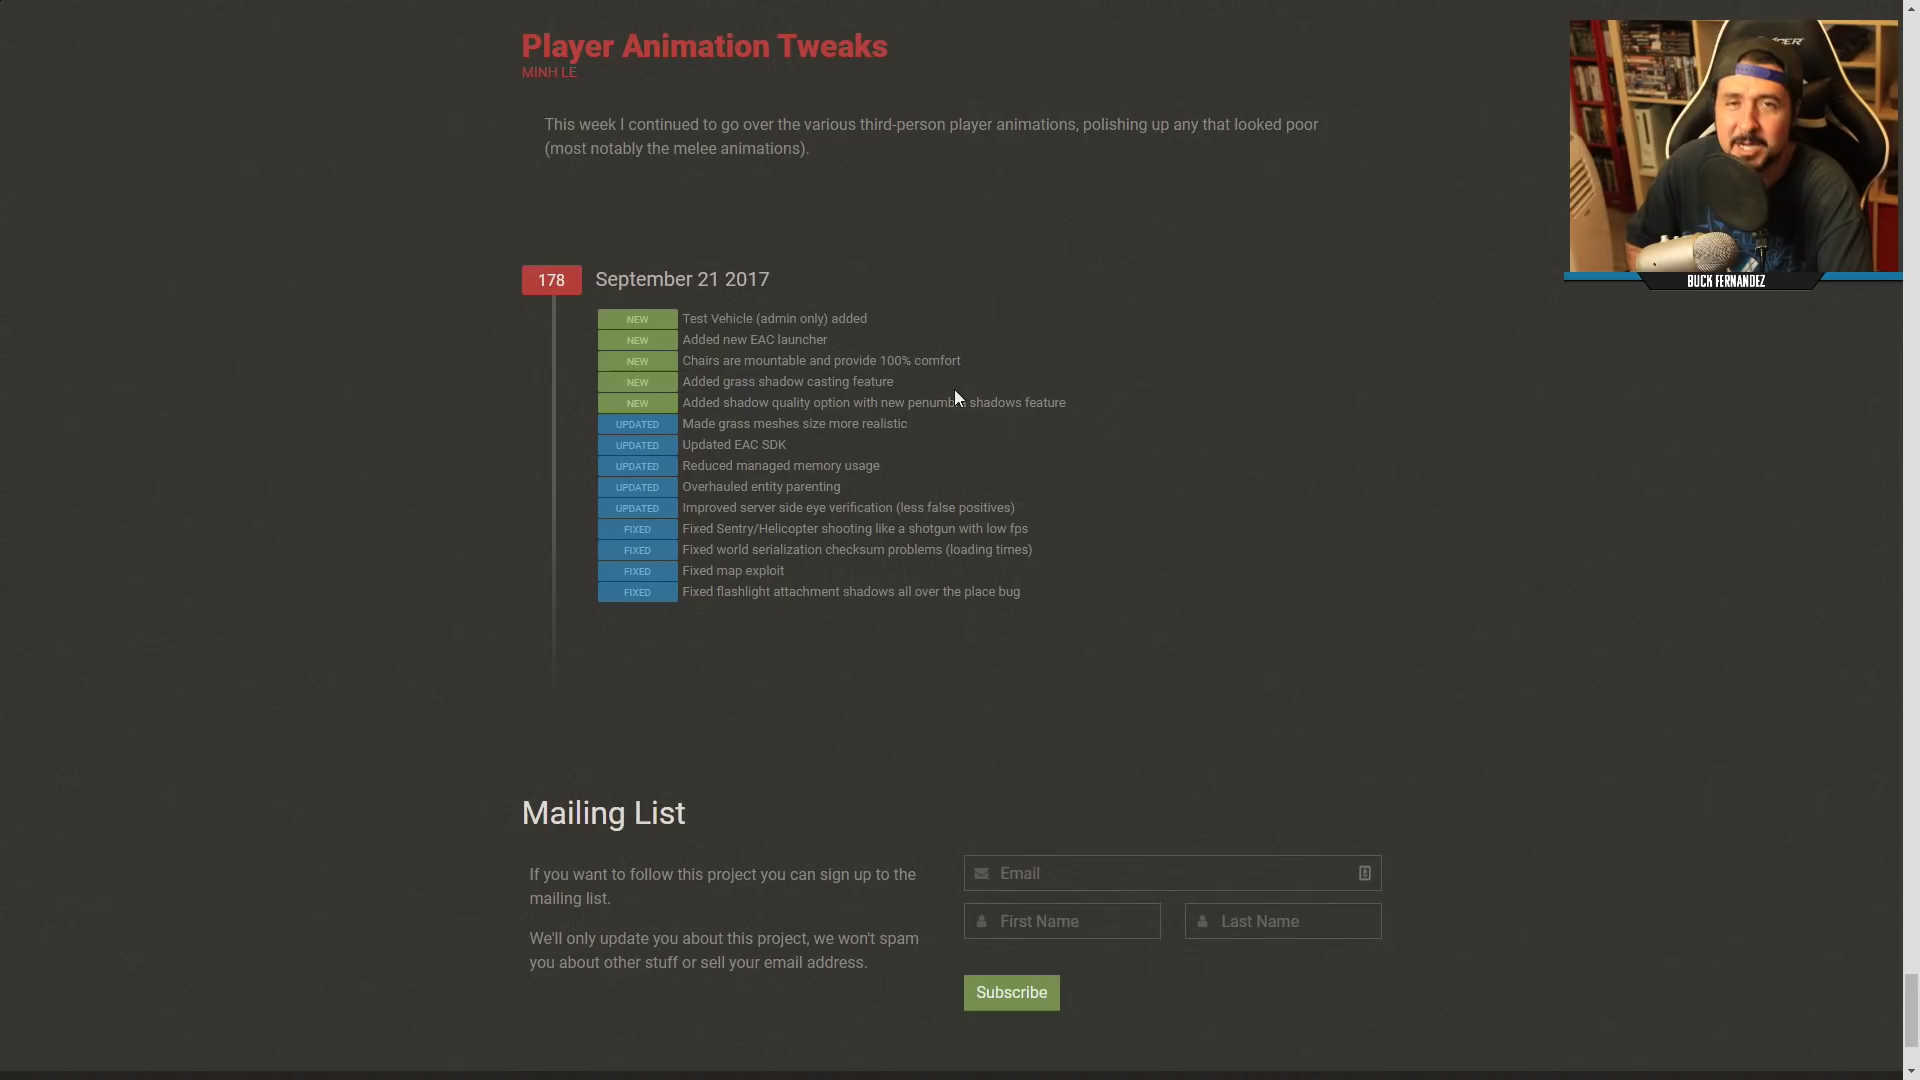 Player Animation Tweaks
MINH LE
This week I continued to go over the various third-person player animations, polishing up any that looked poor
(most notably the melee animations).
178 September 21 2017
NEW Test Vehicle (admin only) added
NEW Added new EAC launcher
NEW Chairs are mountable and provide 100% comfort
NEW Added grass shadow casting feature
NEW Added shadow quality option with new penumbra shadows feature
UPDATED Made grass meshes size more realistic
UPDATED Updated EAC SDK
UPDATED Reduced managed memory usage
UPDATED Overhauled entity parenting
UPDATED Improved server side eye verification (less false positives)
FIXED Fixed Sentry/Helicopter shooting like a shotgun with low fps
FIXED Fixed world serialization checksum problems (loading times)
FIXED Fixed map exploit
FIXED Fixed flashlight attachment shadows all over the place bug
Mailing List
If you want to follow this project you can sign up to the
mailing list.
We'll only update you about this project, we won't spam
you about other stuff or sell your email address.
Email
First Name Last Name
Subscribe
BUCK FERNANDEZ